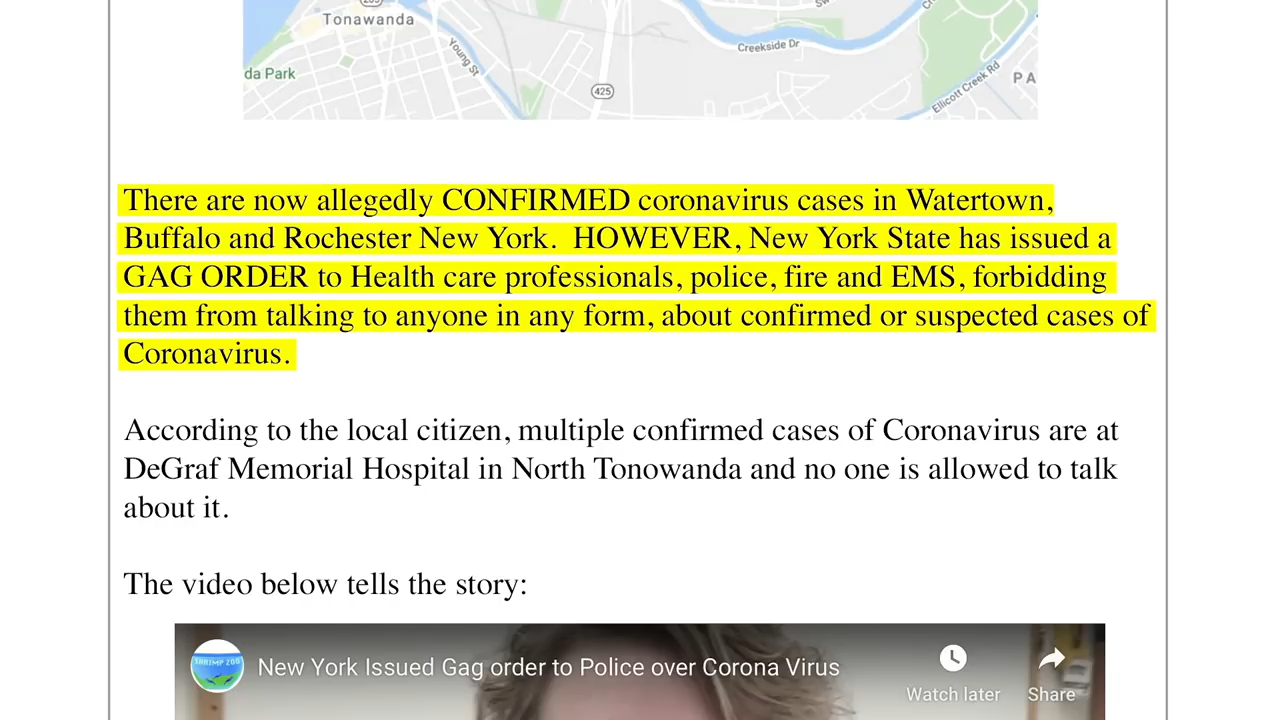 Tonawanda
Young St
Creekside Dr
da Park
425
Ellicott Creek Rd
PA
There are now allegedly CONFIRMED coronavirus cases in Watertown,
Buffalo and Rochester New York.  HOWEVER, New York State has issued a
GAG ORDER to Health care professionals, police, fire and EMS, forbidding
them from talking to anyone in any form, about confirmed or suspected cases of
Coronavirus.
According to the local citizen, multiple confirmed cases of Coronavirus are at
DeGraf Memorial Hospital in North Tonowanda and no one is allowed to talk
about it.
The video below tells the story:
SHRIMP ZOO
New York Issued Gag order to Police over Corona Virus
Watch later
Share